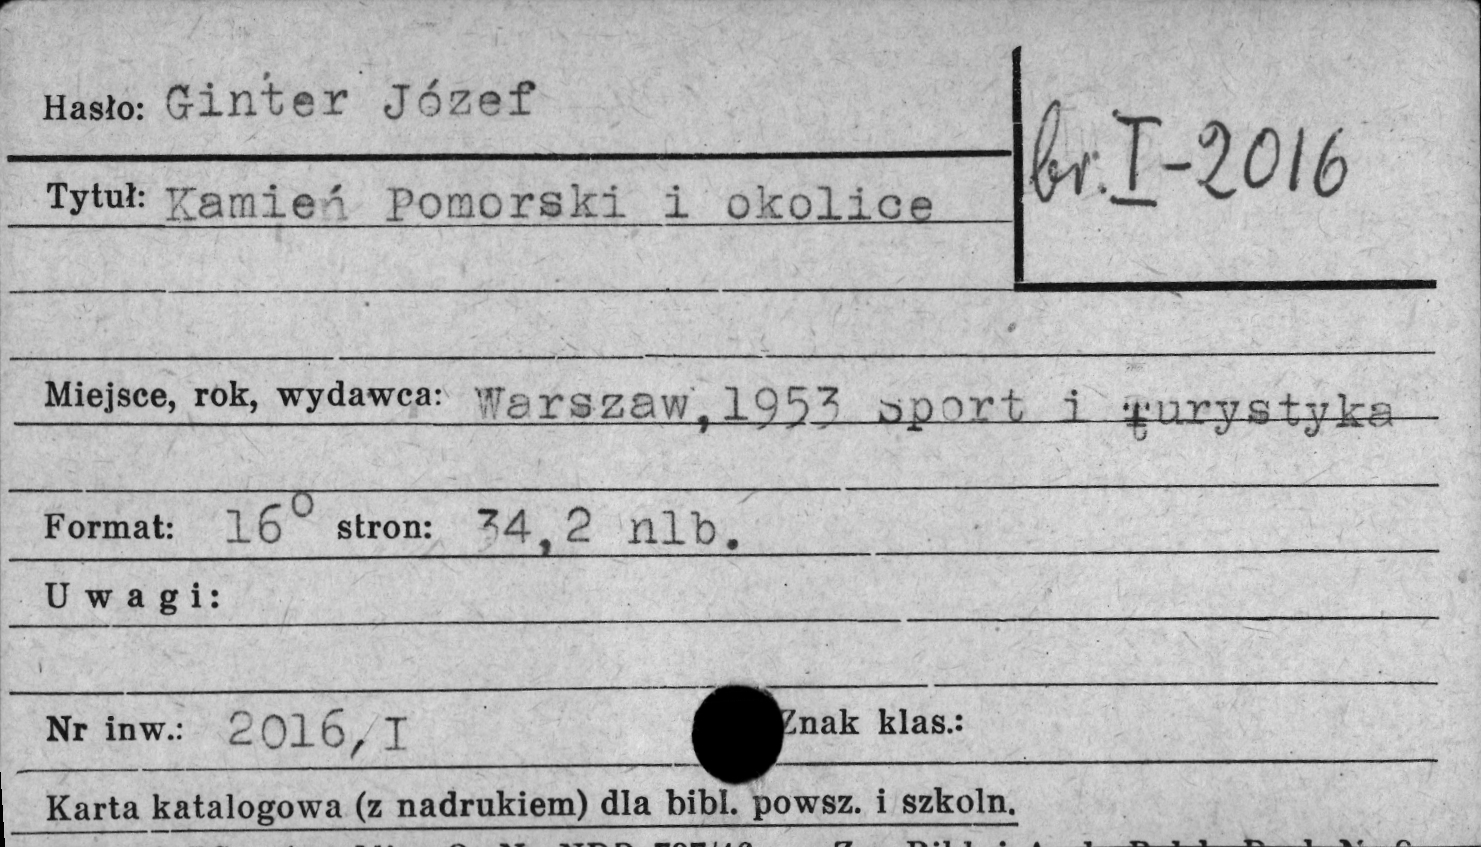 Hasło: Ginter Józef
br. I-2016
Tytuł: Kamień Pomorski i okolice
Miejsce, rok, wydawca: Warszaw,1953 Sport i turystyka
Format: 16° stron: 34,2 nlb.
Uwagi:
Nr inw.: 2016/I Znak klas.:
Karta katalogowa (z nadrukiem) dla bibl. powsz. i szkoln.